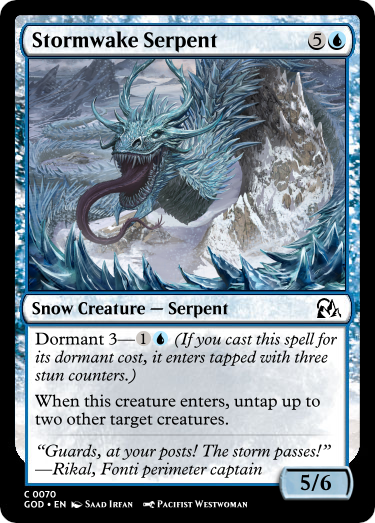 Stormwake Serpent 5
Snow Creature — Serpent
Dormant 3—1 (If you cast this spell for
its dormant cost, it enters tapped with three
stun counters.)
When this creature enters, untap up to
two other target creatures.
“Guards, at your posts! The storm passes!”
—Rikal, Fonti perimeter captain
5/6
C 0070
GOD • EN Saad Irfan Pacifist Westwoman